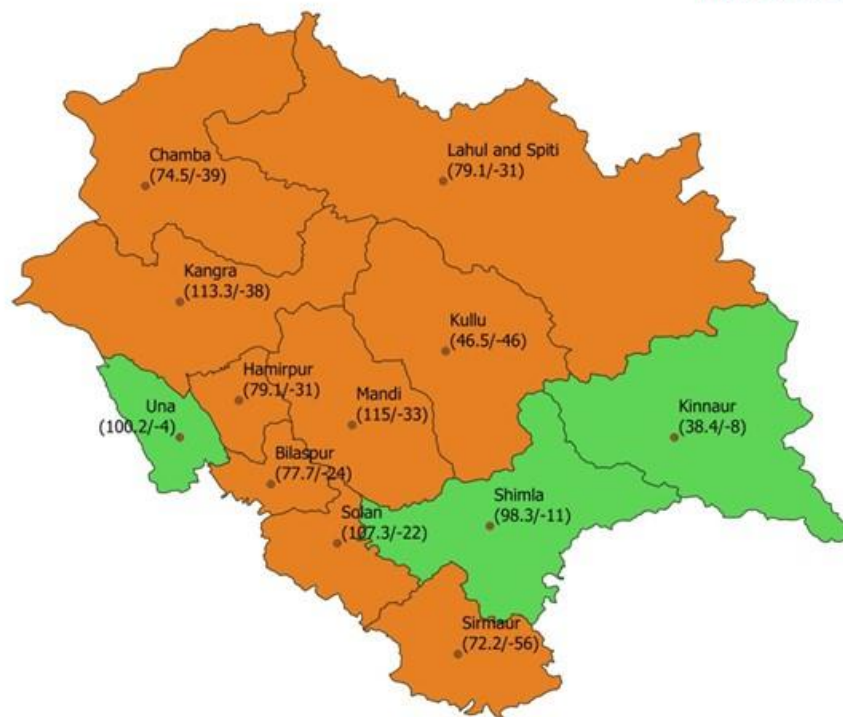 Chamba
(74.5/-39)
Lahul and Spiti
(79.1/-31)
Kangra
(113.3/-38)
Kullu
(46.5/-46)
Hamirpur
(79.1/-31)
Mandi
(115/-33)
Una
(100.2/-4)
Kinnaur
(38.4/-8)
Bilaspur
(77.7/-24)
Shimla
(98.3/-11)
Solan
(107.3/-22)
Sirmaur
(72.2/-56)